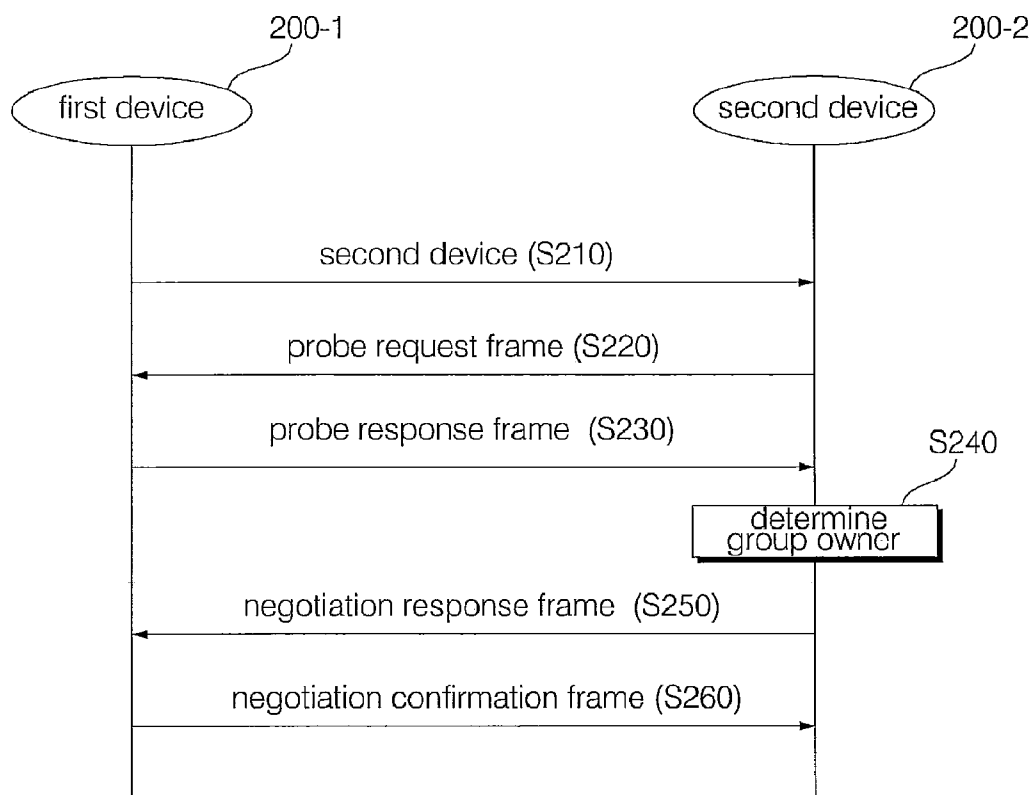 200-1
200-2
first device
second device
second device (S210)
probe request frame (S220)
probe response frame (S230)
S240
determine
group owner
negotiation response frame (S250)
negotiation confirmation frame (S260)